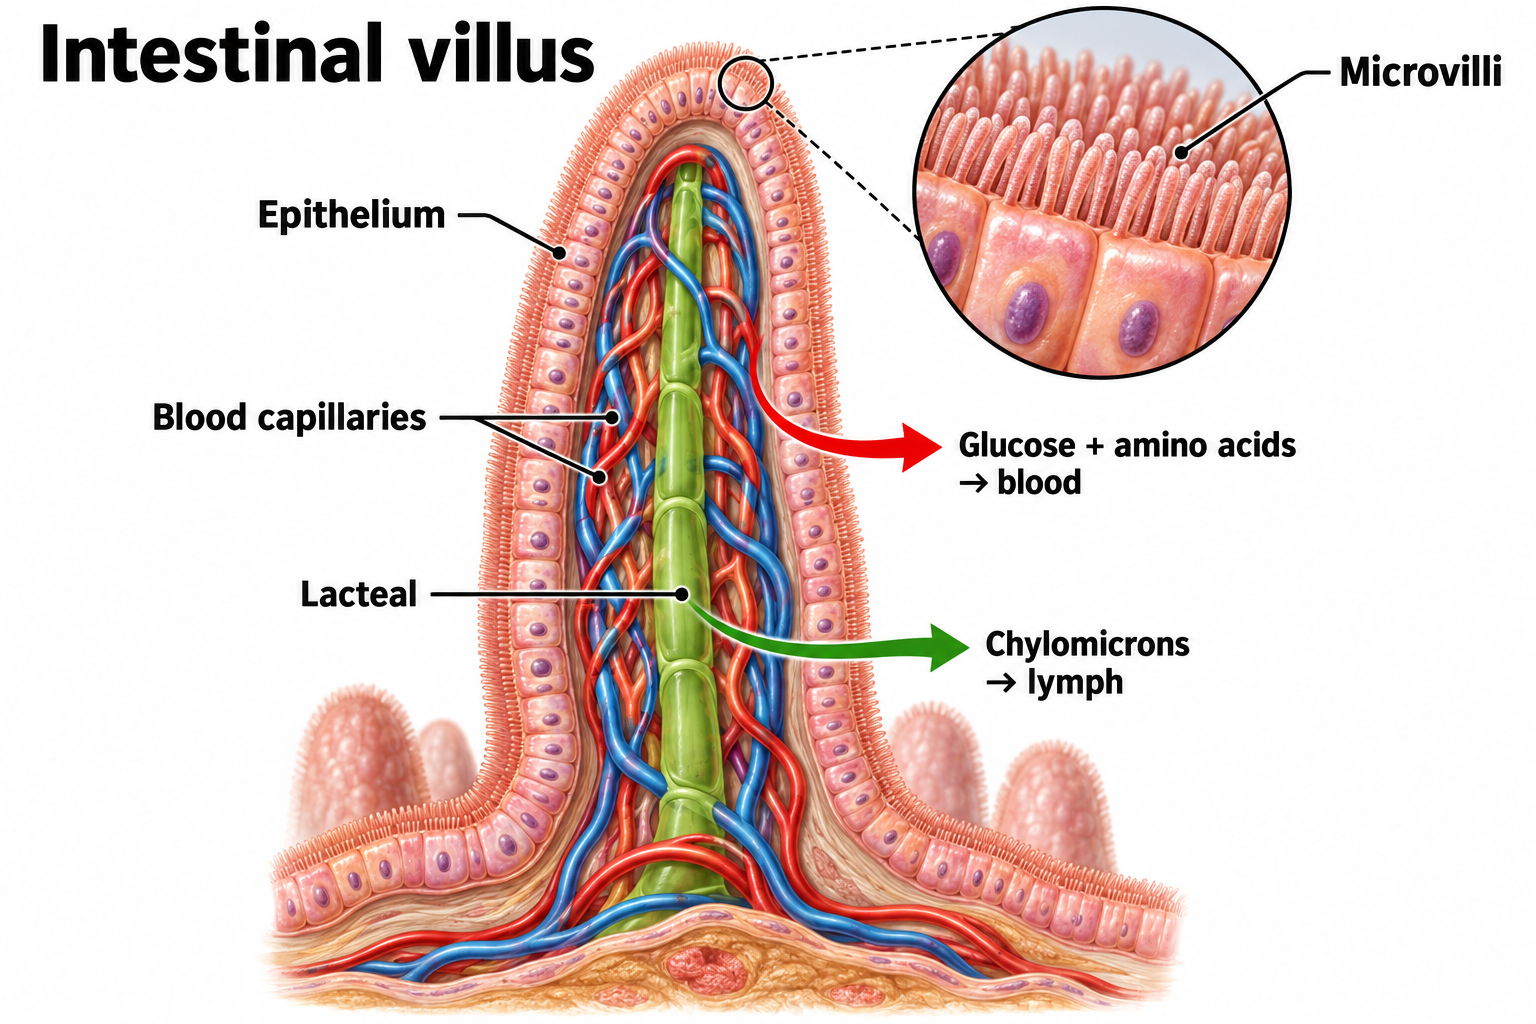 Intestinal villus
Microvilli
Epithelium
Blood capillaries
Glucose + amino acids
→ blood
Lacteal
Chylomicrons
→ lymph